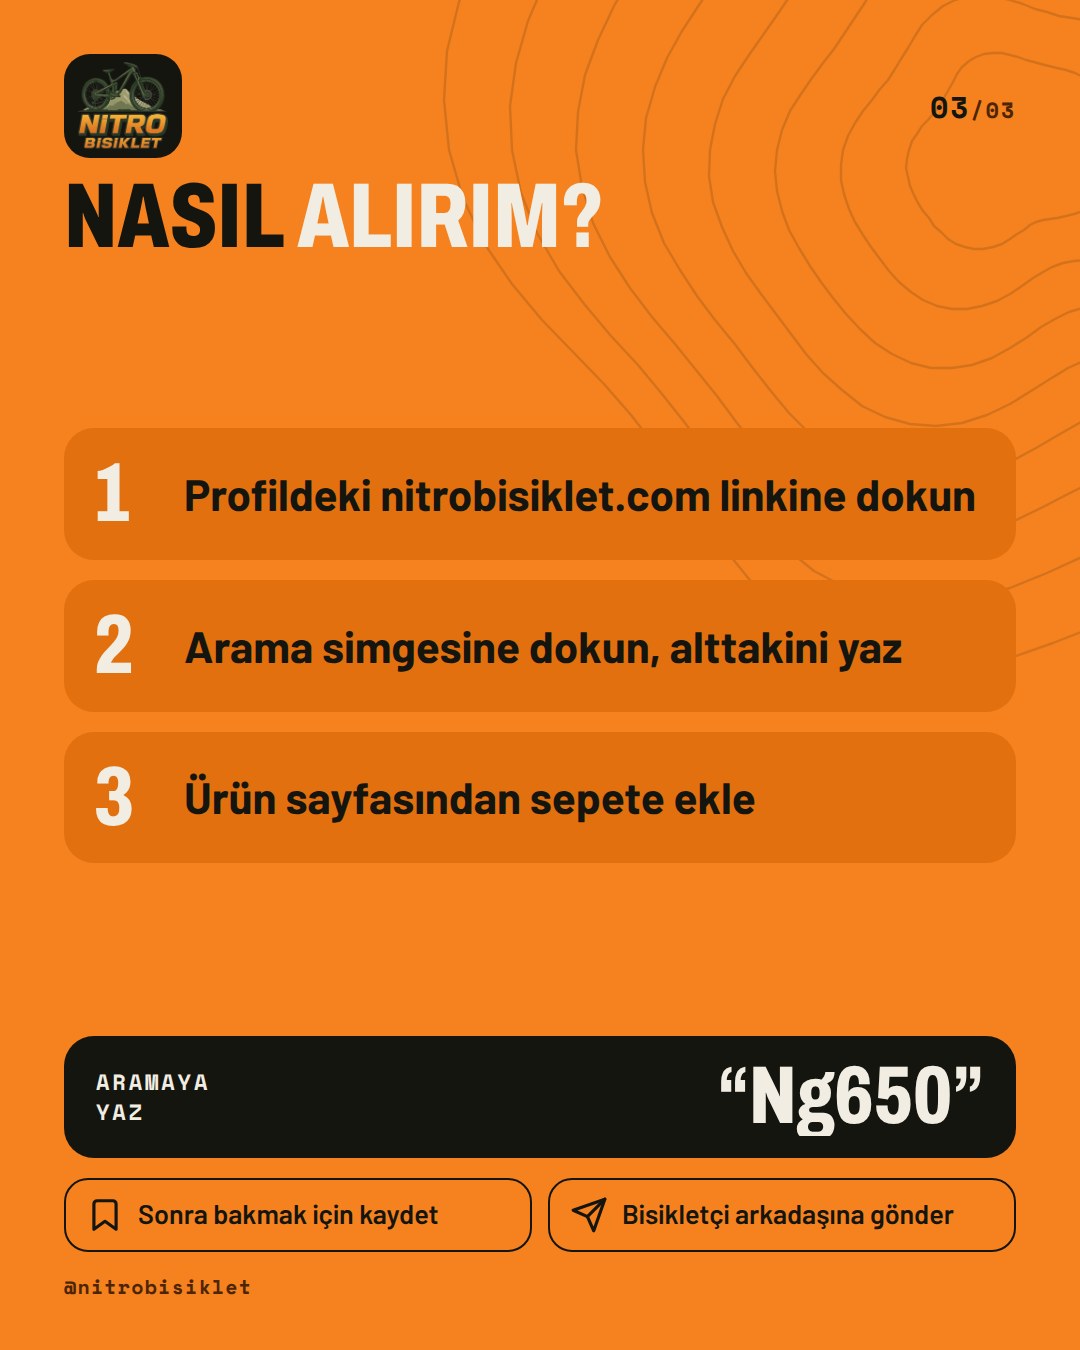 NITRO
BISIKLET
03/03
NASIL ALIRIM?
1 Profildeki nitrobisiklet.com linkine dokun
2 Arama simgesine dokun, alttakini yaz
3 Ürün sayfasından sepete ekle
ARAMAYA
YAZ
“Ng650”
Sonra bakmak için kaydet
Bisikletçi arkadaşına gönder
@nitrobisiklet